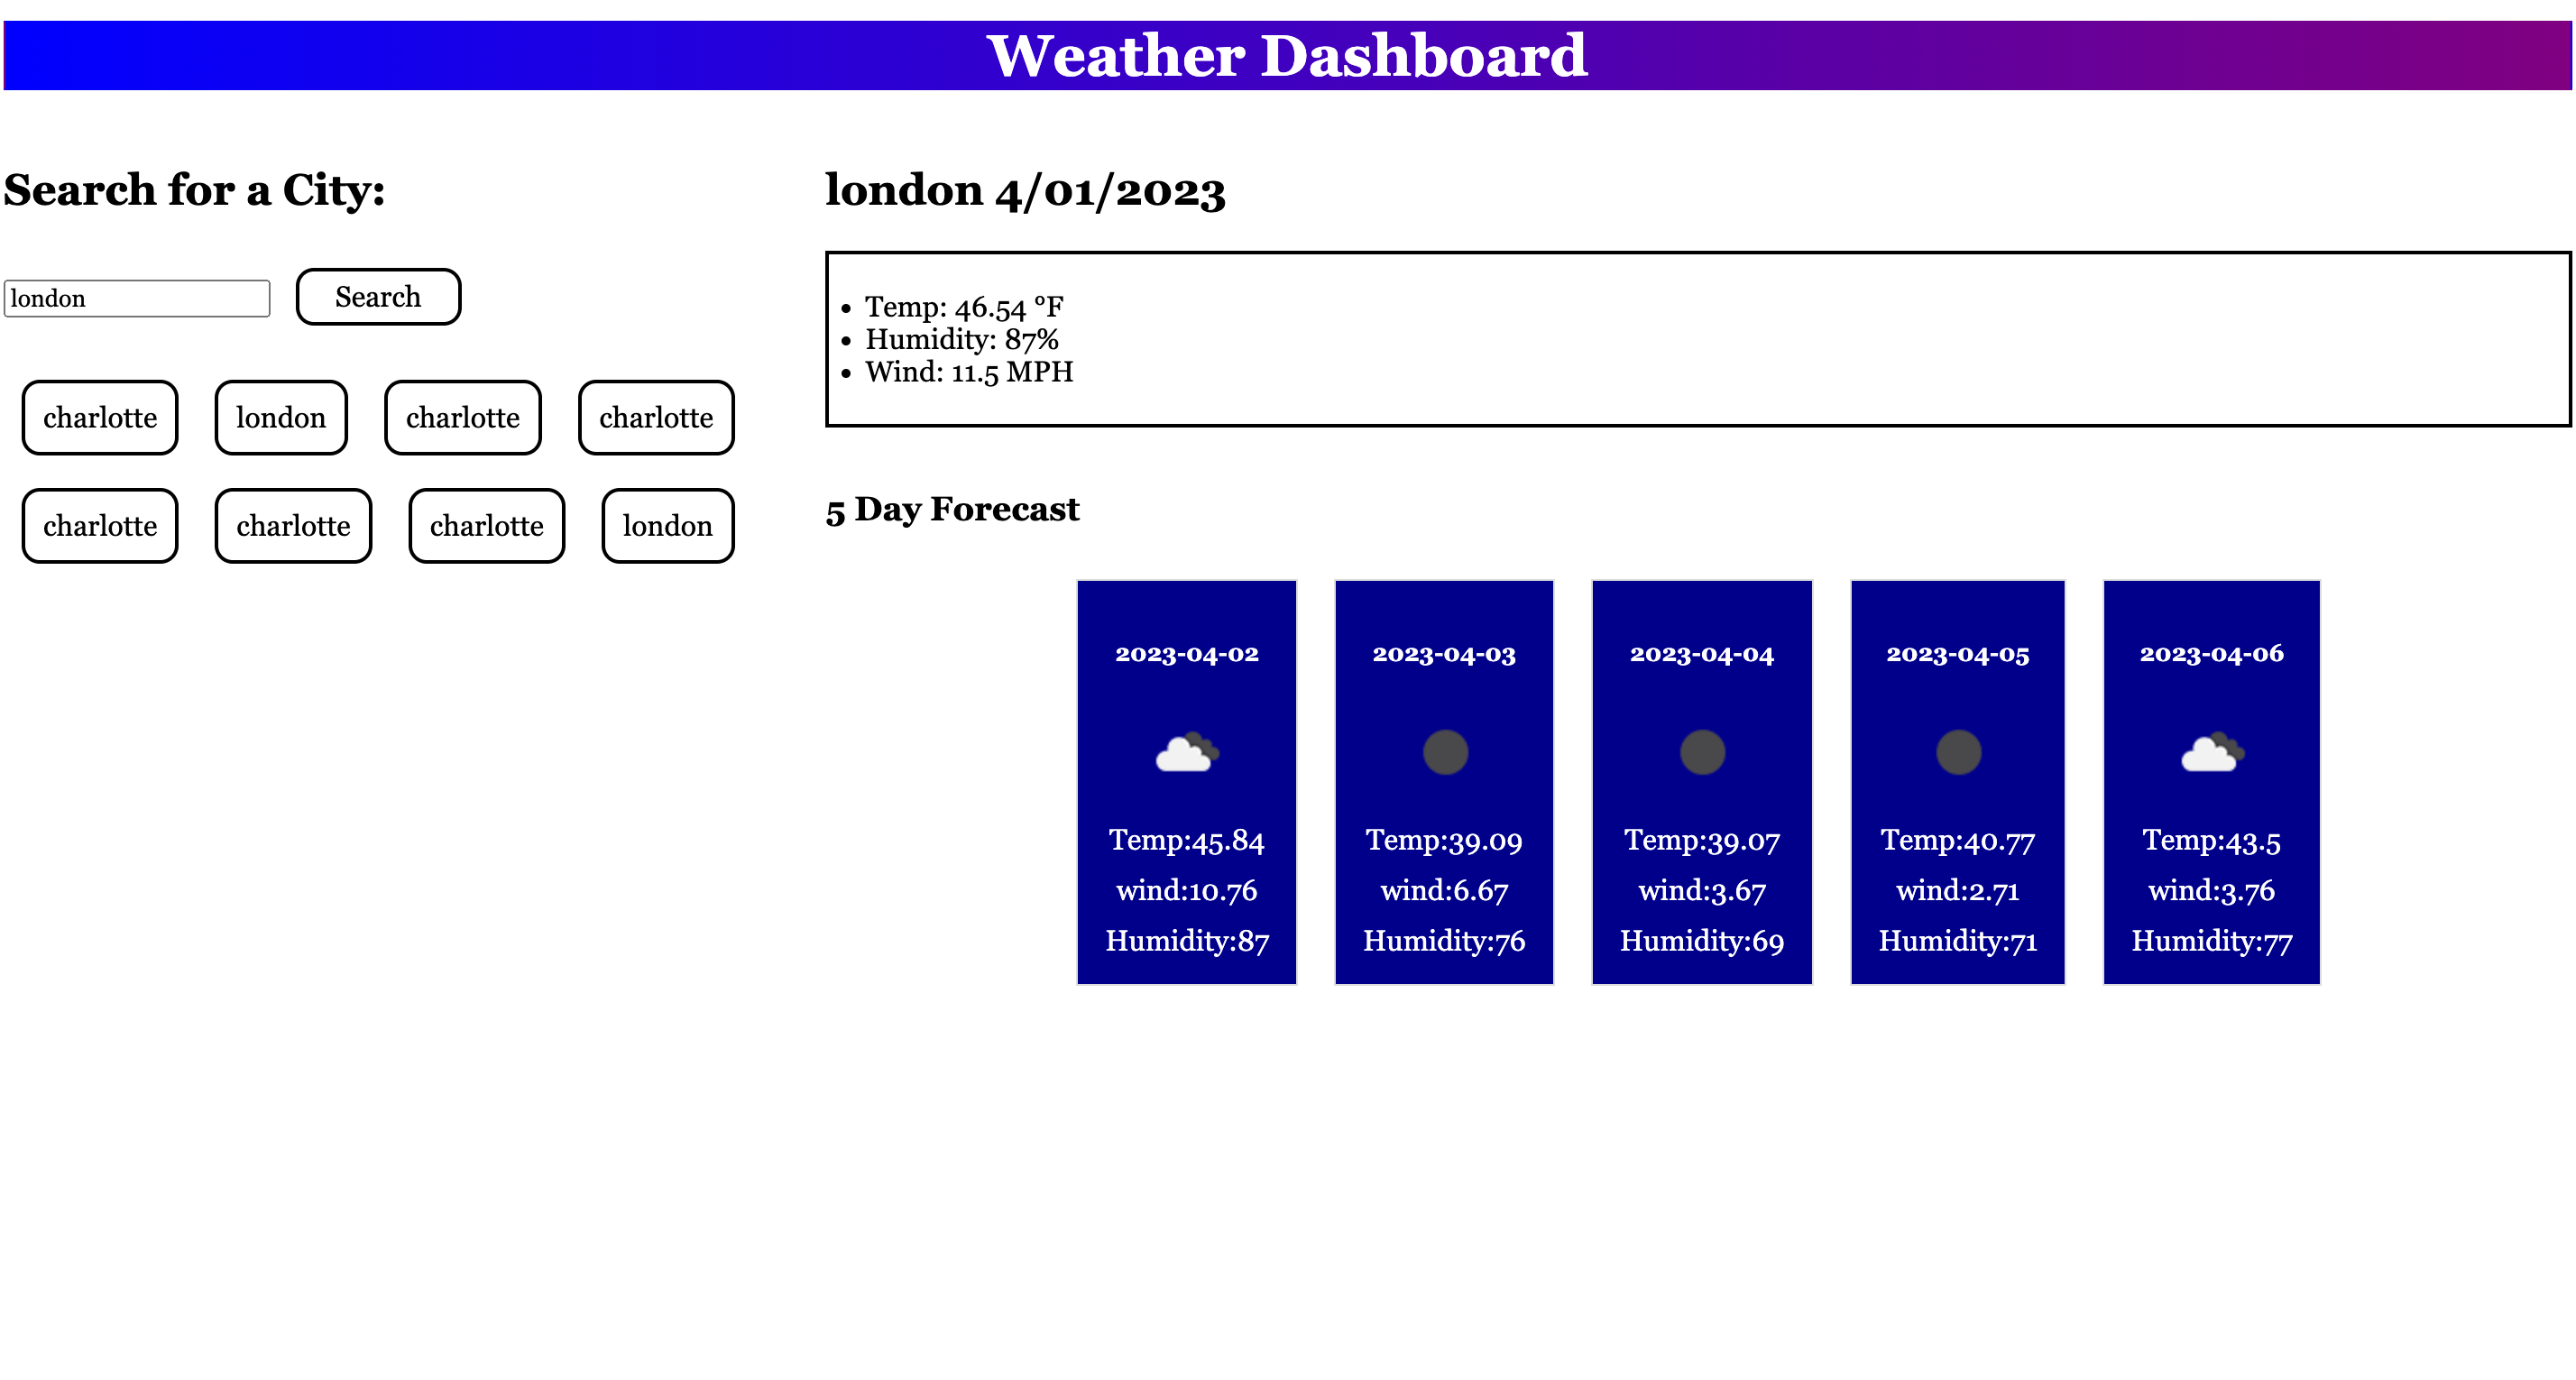 Weather Dashboard
Search for a City:
london
Search
charlotte london charlotte charlotte
charlotte charlotte charlotte london
london 4/01/2023
• Temp: 46.54 °F
• Humidity: 87%
• Wind: 11.5 MPH
5 Day Forecast
2023-04-02
Temp:45.84
wind:10.76
Humidity:87
2023-04-03
Temp:39.09
wind:6.67
Humidity:76
2023-04-04
Temp:39.07
wind:3.67
Humidity:69
2023-04-05
Temp:40.77
wind:2.71
Humidity:71
2023-04-06
Temp:43.5
wind:3.76
Humidity:77